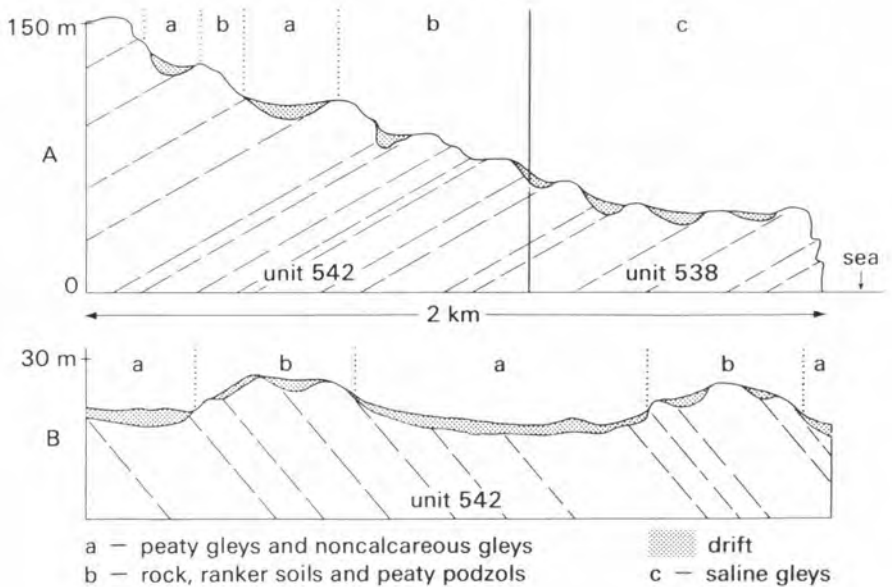 150 m
a b a b c
A
unit 542 unit 538
0
sea
2 km
30 m
a b a b a
B
unit 542
a – peaty gleys and noncalcareous gleys
drift
b – rock, ranker soils and peaty podzols
c – saline gleys